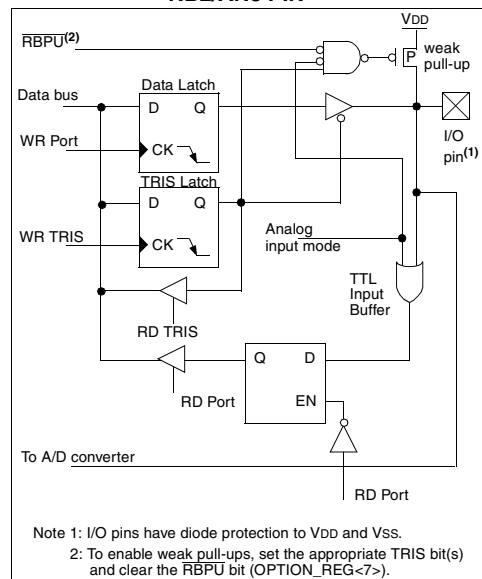 VDD
RBPU(2)
P
weak
pull-up
Data Latch
Data bus
D
Q
I/O
pin(1)
WR Port
CK
TRIS Latch
D
Q
WR TRIS
CK
Analog
input mode
TTL
Input
Buffer
RD TRIS
Q
D
RD Port
EN
To A/D converter
RD Port
Note 1: I/O pins have diode protection to VDD and VSS.
2: To enable weak pull-ups, set the appropriate TRIS bit(s)
and clear the RBPU bit (OPTION_REG<7>).